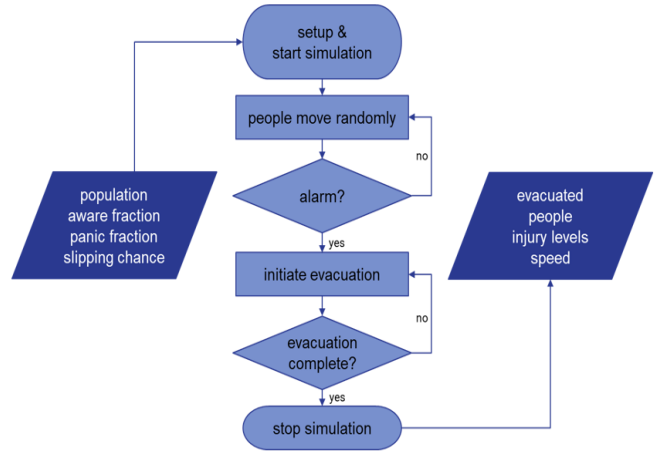 setup &
start simulation
people move randomly
no
alarm?
yes
population
aware fraction
panic fraction
slipping chance
evacuated
people
injury levels
speed
initiate evacuation
no
evacuation
complete?
yes
stop simulation